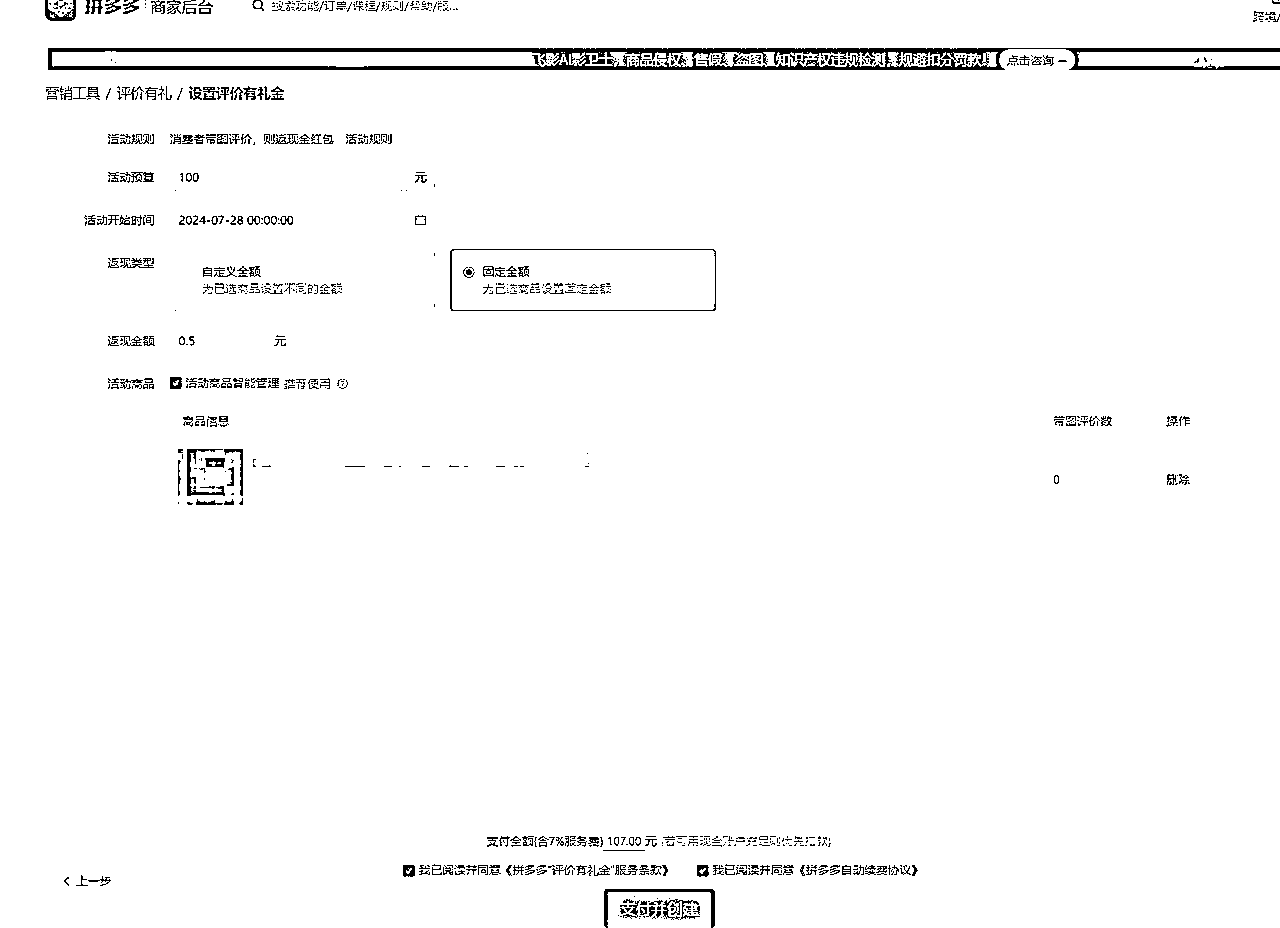 拼多多 商家后台 搜索功能/订单/课程/规则/帮助/服...
跨境/
飞影AI影卫士,商品侵权、售假、盗图、知识产权违规检测,规避扣分罚款! 点击咨询
营销工具 / 评价有礼 / 设置评价有礼金
活动规则 消费者带图评价，则返现金红包 活动规则
活动预算 100 元
活动开始时间 2024-07-28 00:00:00
返现类型 自定义金额 固定金额
为已选商品设置不同的金额 为已选商品设置固定金额
返现金额 0.5 元
活动商品 活动商品智能管理 推荐使用
商品信息 带图评价数 操作
0 删除
支付金额(含7%服务费) 107.00 元 (若可用现金账户充足则优先扣款)
我已阅读并同意《拼多多“评价有礼金”服务条款》 我已阅读并同意《拼多多自动续费协议》
< 上一步
支付并创建